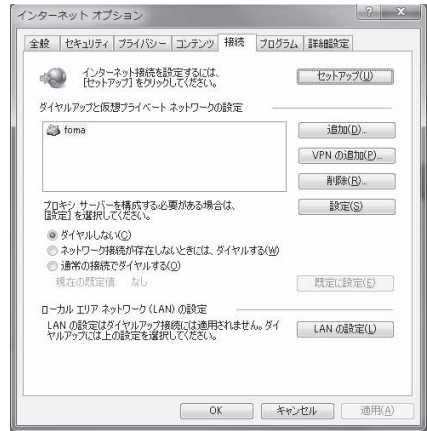 インターネット オプション
全般 セキュリティ プライバシー コンテンツ 接続 プログラム 詳細設定
インターネット接続を設定するには、
[セットアップ] をクリックしてください。
セットアップ(U)
ダイヤルアップと仮想プライベート ネットワークの設定
foma
追加(D)...
VPN の追加(P)...
削除(R)...
プロキシ サーバーを構成する必要がある場合は、
[設定] を選択してください。
設定(S)
ダイヤルしない(C)
ネットワーク接続が存在しないときには、ダイヤルする(W)
通常の接続でダイヤルする(O)
現在の既定値 なし
既定に設定(E)
ローカル エリア ネットワーク (LAN) の設定
LAN の設定はダイヤルアップ接続には適用されません。ダイ
ヤルアップには上の設定を選択してください。
LAN の設定(L)
OK キャンセル 適用(A)